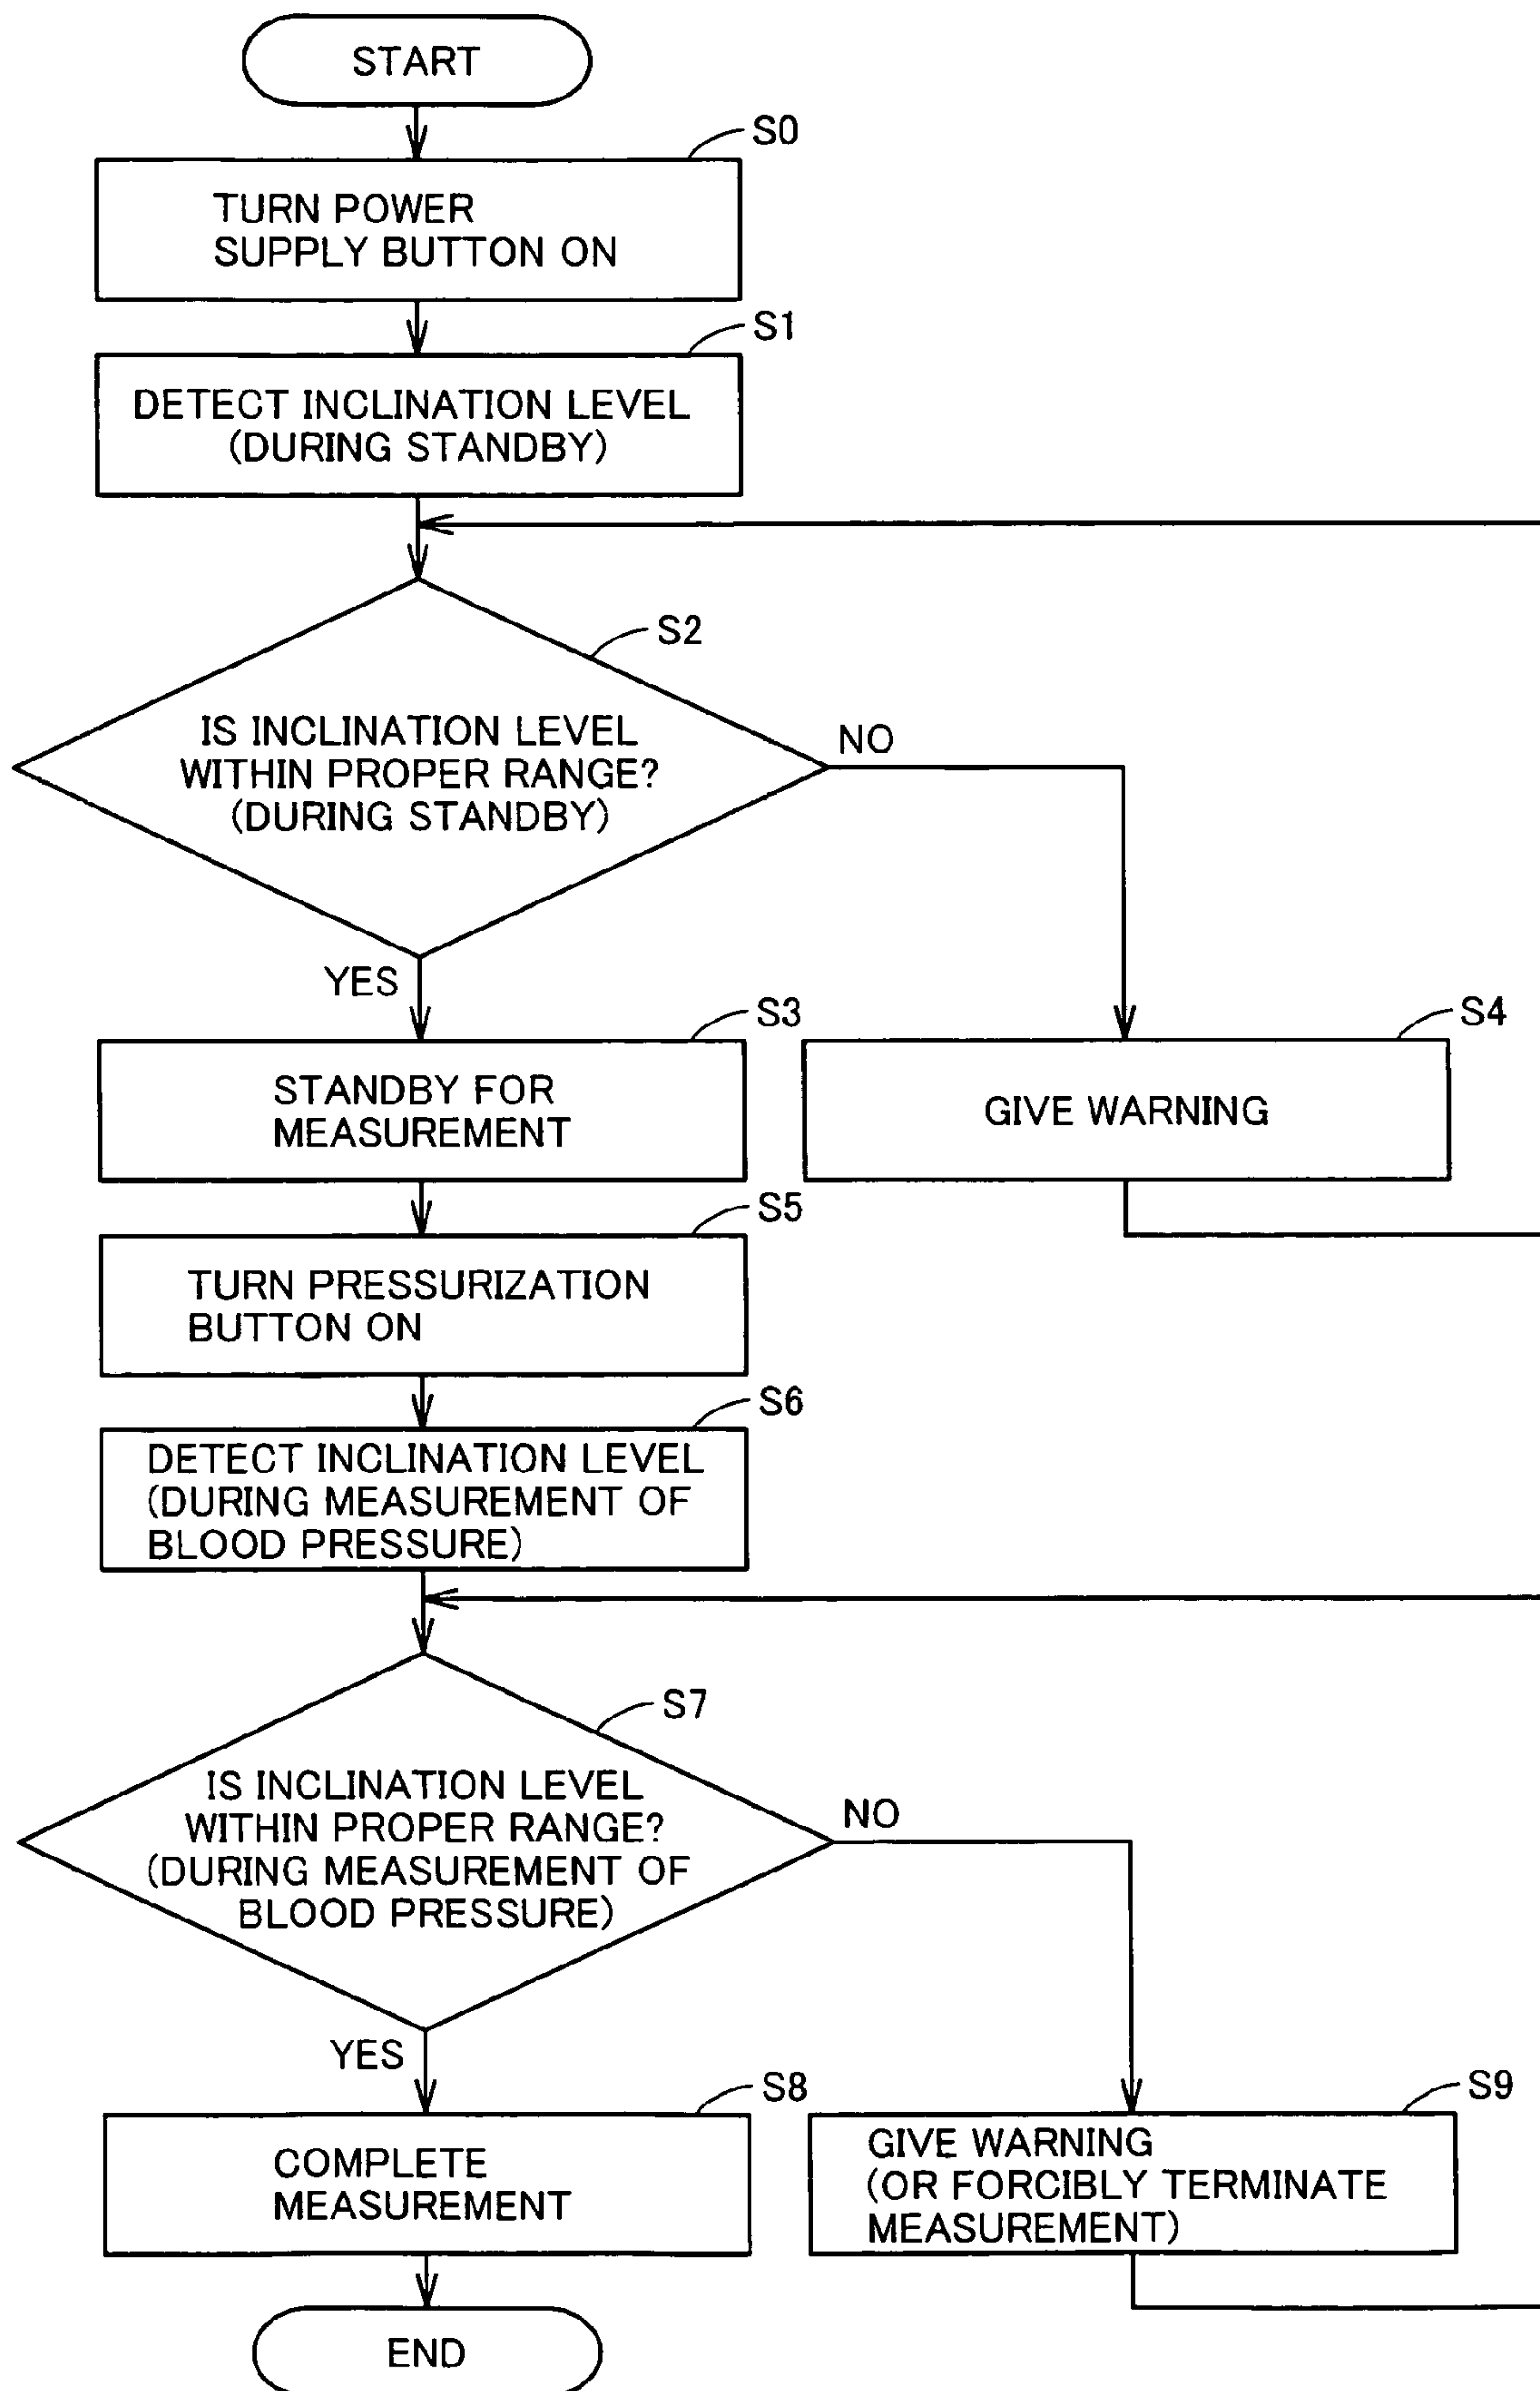 START
S0
TURN POWER
SUPPLY BUTTON ON
S1
DETECT INCLINATION LEVEL
(DURING STANDBY)
S2
IS INCLINATION LEVEL
WITHIN PROPER RANGE?
(DURING STANDBY)
NO
YES
S3
STANDBY FOR
MEASUREMENT
S4
GIVE WARNING
S5
TURN PRESSURIZATION
BUTTON ON
S6
DETECT INCLINATION LEVEL
(DURING MEASUREMENT OF
BLOOD PRESSURE)
S7
IS INCLINATION LEVEL
WITHIN PROPER RANGE?
(DURING MEASUREMENT OF
BLOOD PRESSURE)
NO
YES
S8
COMPLETE
MEASUREMENT
S9
GIVE WARNING
(OR FORCIBLY TERMINATE
MEASUREMENT)
END